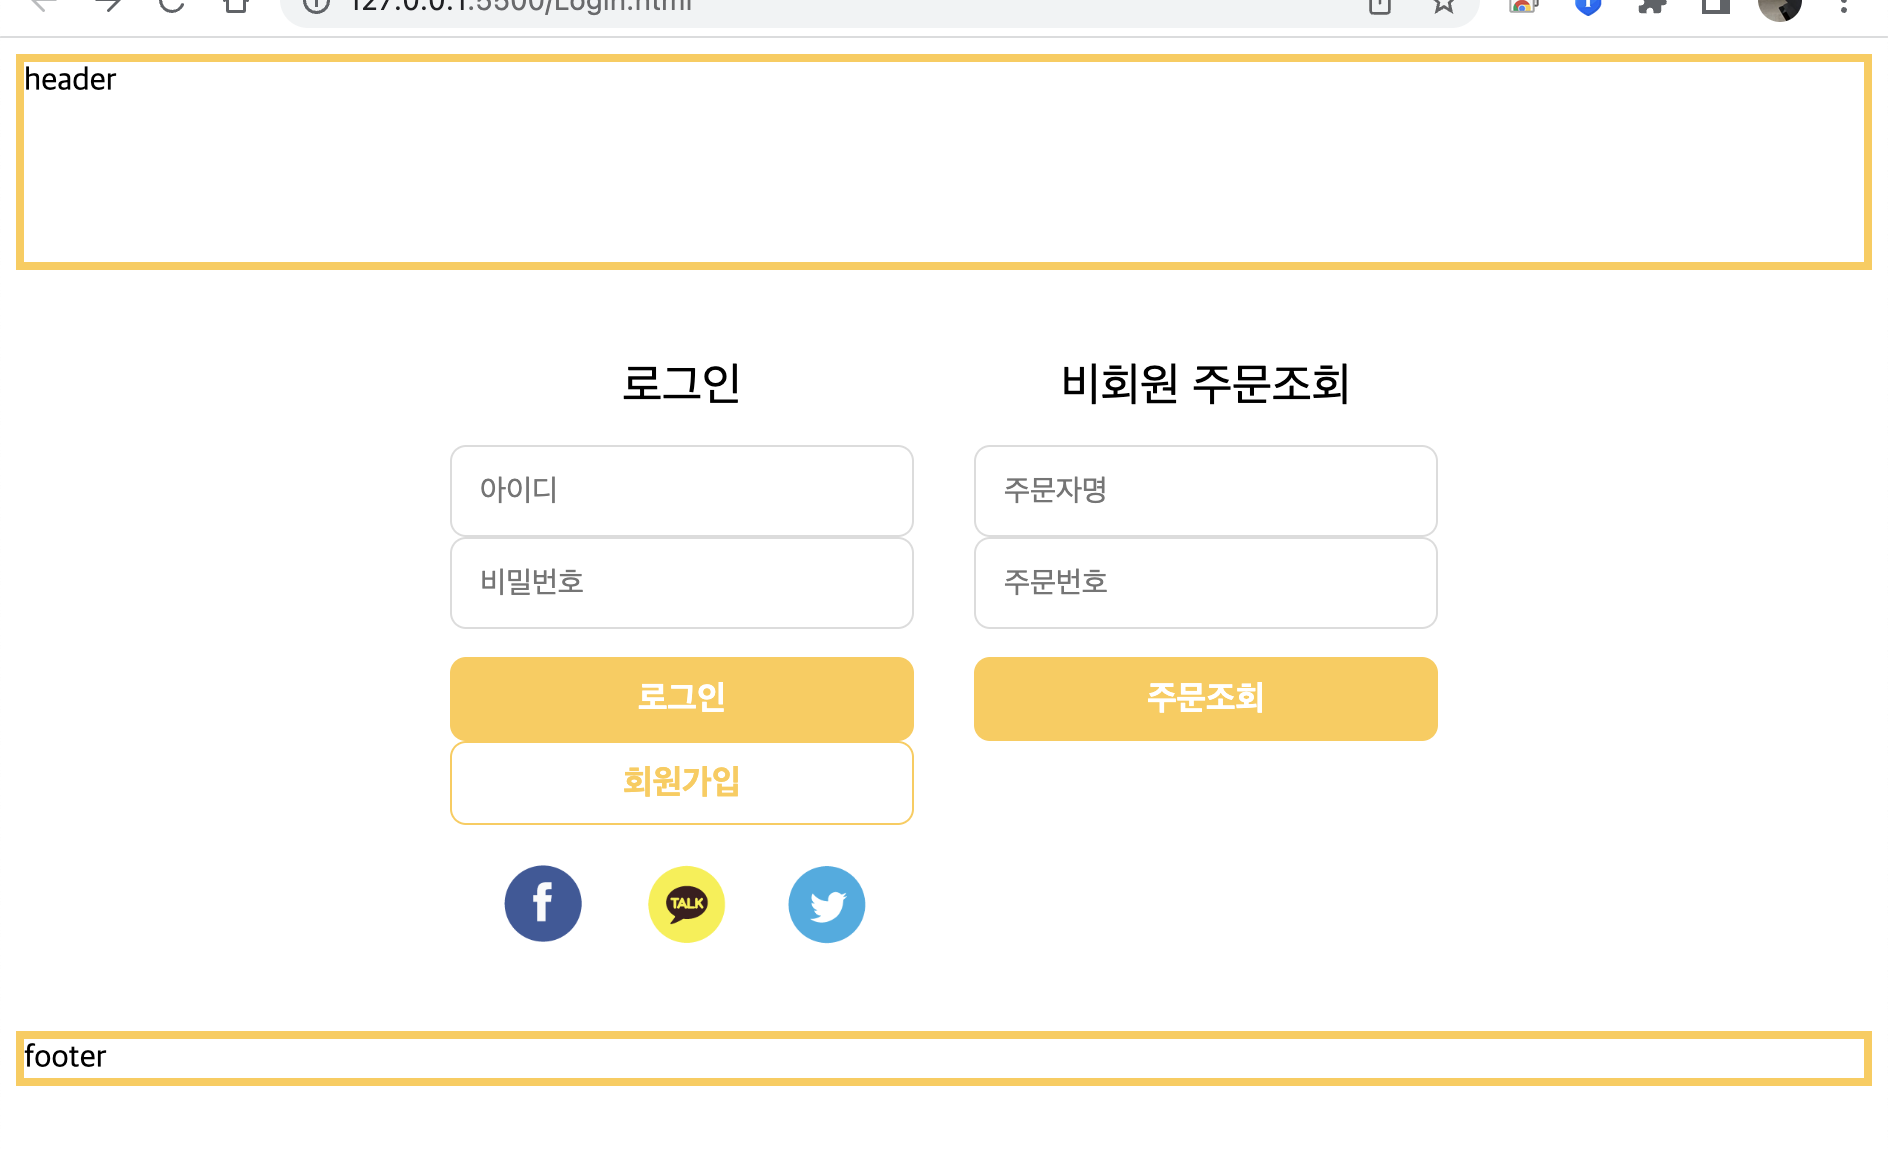 127.0.0.1:5500/Login.html
header
로그인
비회원 주문조회
아이디
주문자명
비밀번호
주문번호
로그인
주문조회
회원가입
f
TALK
footer